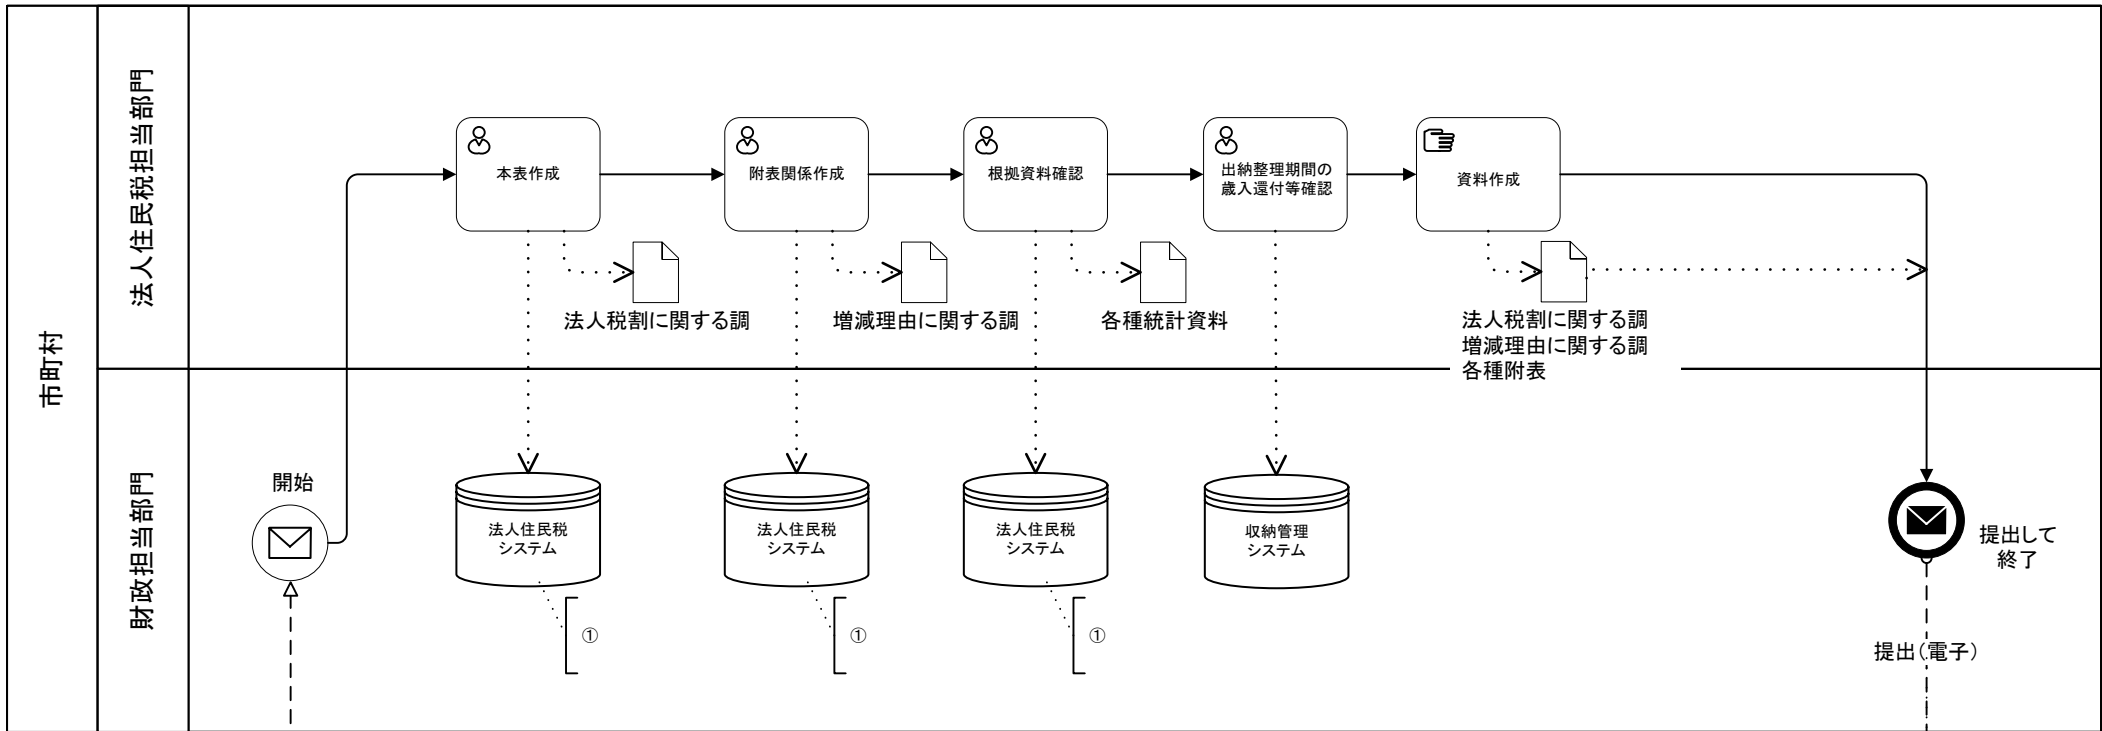 市町村
法人住民税担当部門
本表作成
附表関係作成
根拠資料確認
出納整理期間の
歳入還付等確認
資料作成
法人税割に関する調
増減理由に関する調
各種統計資料
法人税割に関する調
増減理由に関する調
各種附表
財政担当部門
開始
法人住民税
システム
法人住民税
システム
法人住民税
システム
収納管理
システム
提出して
終了
①
①
①
提出(電子)